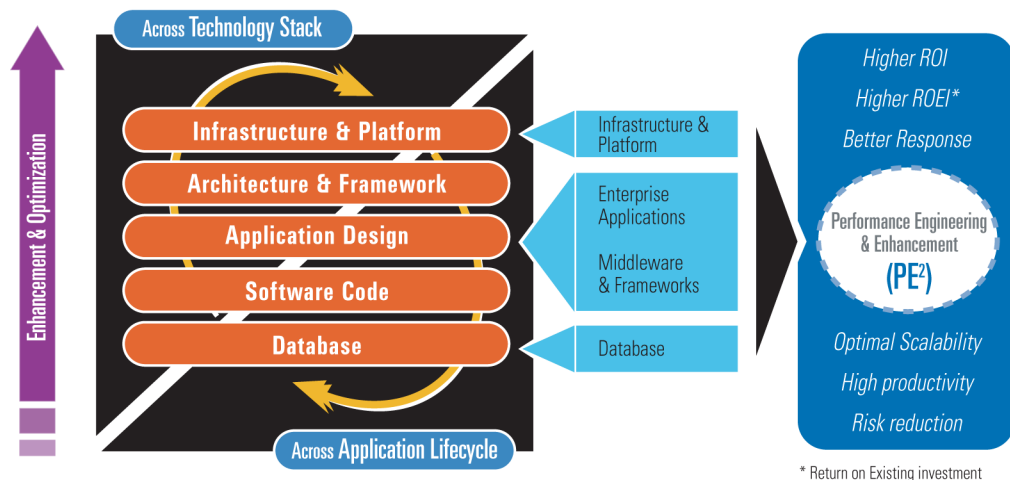 Across Technology Stack
Enhancement & Optimization
Infrastructure & Platform
Architecture & Framework
Application Design
Software Code
Database
Across Application Lifecycle
Infrastructure &
Platform
Enterprise
Applications
Middleware
& Frameworks
Database
Higher ROI
Higher ROEI*
Better Response
Performance Engineering
& Enhancement
(PE²)
Optimal Scalability
High productivity
Risk reduction
* Return on Existing investment